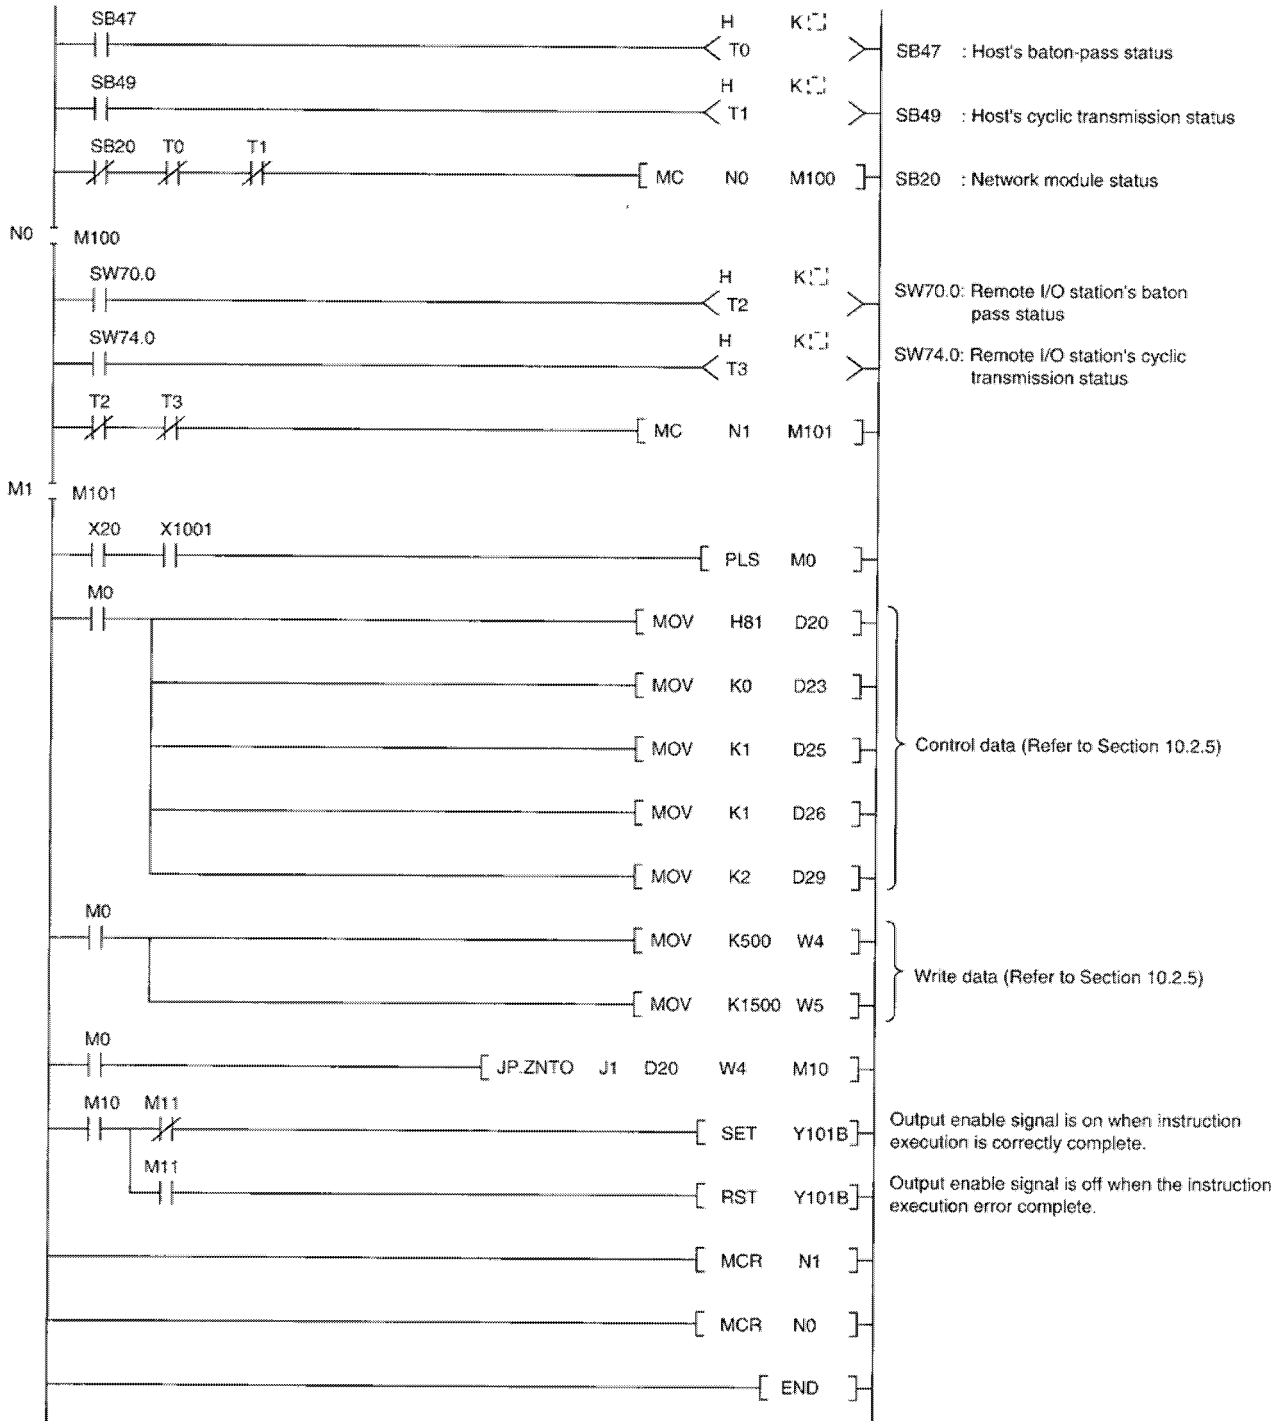 SB47
H K
T0
SB47 : Host's baton-pass status
SB49
H K
T1
SB49 : Host's cyclic transmission status
SB20 T0 T1
MC N0 M100
SB20 : Network module status
N0 M100
SW70.0
H K
T2
SW70.0: Remote I/O station's baton
pass status
SW74.0
H K
T3
SW74.0: Remote I/O station's cyclic
transmission status
T2 T3
MC N1 M101
M1 M101
X20 X1001
PLS M0
M0
MOV H81 D20
MOV K0 D23
MOV K1 D25
Control data (Refer to Section 10.2.5)
MOV K1 D26
MOV K2 D29
M0
MOV K500 W4
Write data (Refer to Section 10.2.5)
MOV K1500 W5
M0
JP.ZNTO J1 D20 W4 M10
M10 M11
SET Y101B
Output enable signal is on when instruction
execution is correctly complete.
M11
RST Y101B
Output enable signal is off when the instruction
execution error complete.
MCR N1
MCR N0
END